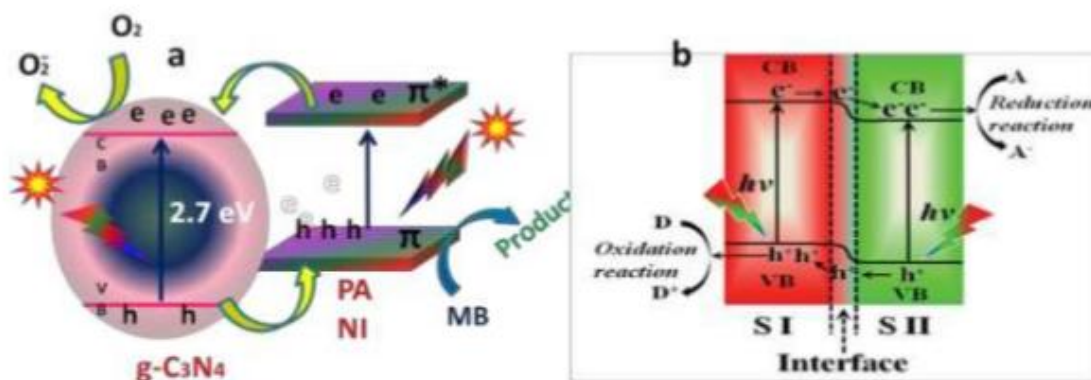 a
O₂
O₂⁻
e ee
C
B
2.7 eV
V
B
h h
g-C₃N₄
e e π*
e
e
e
h h h π
PA
NI
MB
Product
b
CB
e⁻
e⁻
CB
e⁻e⁻
A
Reduction
reaction
A⁻
hν
hν
D
Oxidation
reaction
D⁺
h⁺h⁺
h⁺
h⁺
VB
VB
S I
S II
Interface